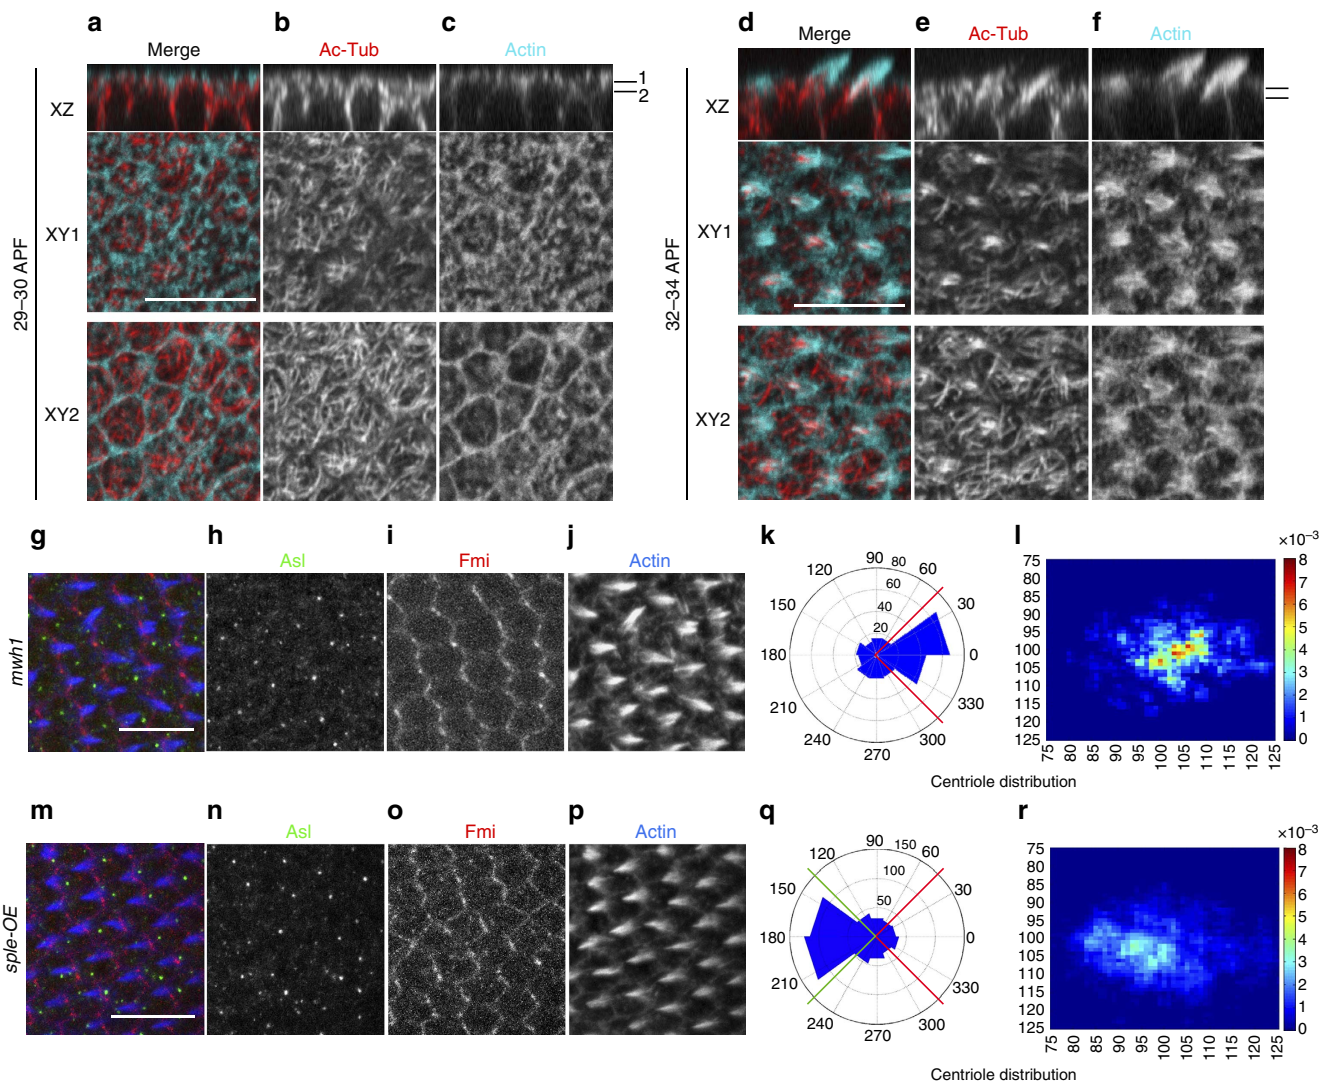 a b c d e f
Merge Ac-Tub Actin Merge Ac-Tub Actin
XZ 1 2 XZ
XY1 XY1
XY2 XY2
29–30 APF 32–34 APF
g h i j k l
Asl Fmi Actin
mwh1
90 80 60 60 120 40 30 150 20 180 0 210 330 240 300 270
×10⁻³
75 80 85 90 95 100 105 110 115 120 125
75 80 85 90 95 100 105 110 115 120 125
8 7 6 5 4 3 2 1 0
Centriole distribution
m n o p q r
Asl Fmi Actin
sple-OE
90 150 60 120 100 30 150 50 180 0 210 330 240 300 270
×10⁻³
75 80 85 90 95 100 105 110 115 120 125
75 80 85 90 95 100 105 110 115 120 125
8 7 6 5 4 3 2 1 0
Centriole distribution